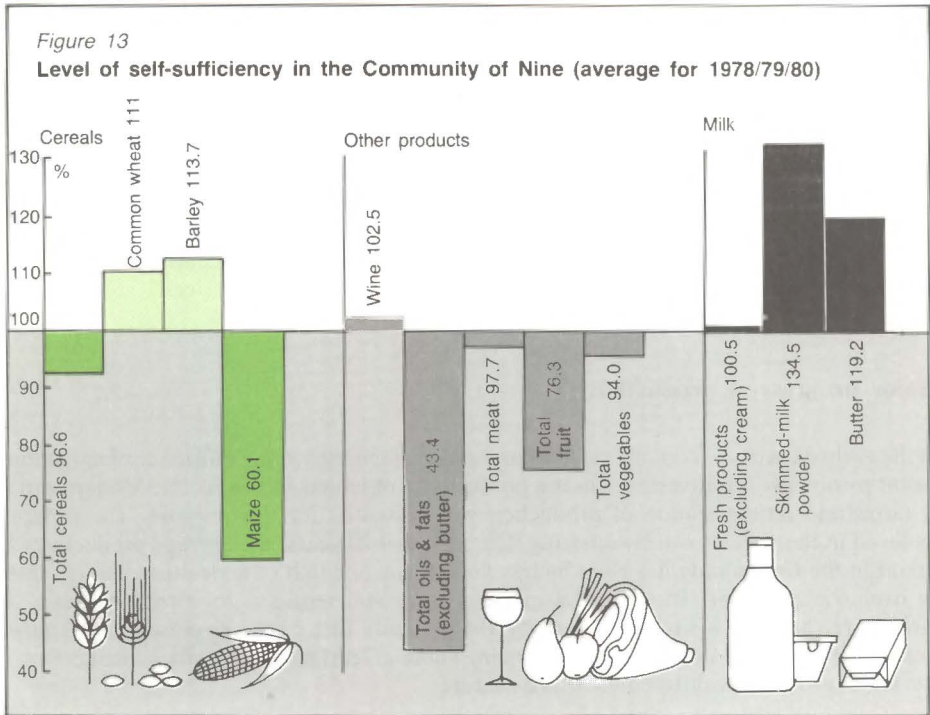 Figure 13
Level of self-sufficiency in the Community of Nine (average for 1978/79/80)
Cereals
%
130
120
110
100
90
80
70
60
50
40
Total cereals 96.6
Common wheat 111
Barley 113.7
Maize 60.1
Other products
Wine 102.5
Total oils & fats 43.4
(excluding butter)
Total meat 97.7
Total 76.3
fruit
Total 94.0
vegetables
Milk
Fresh products 100.5
(excluding cream)
Skimmed-milk 134.5
powder
Butter 119.2